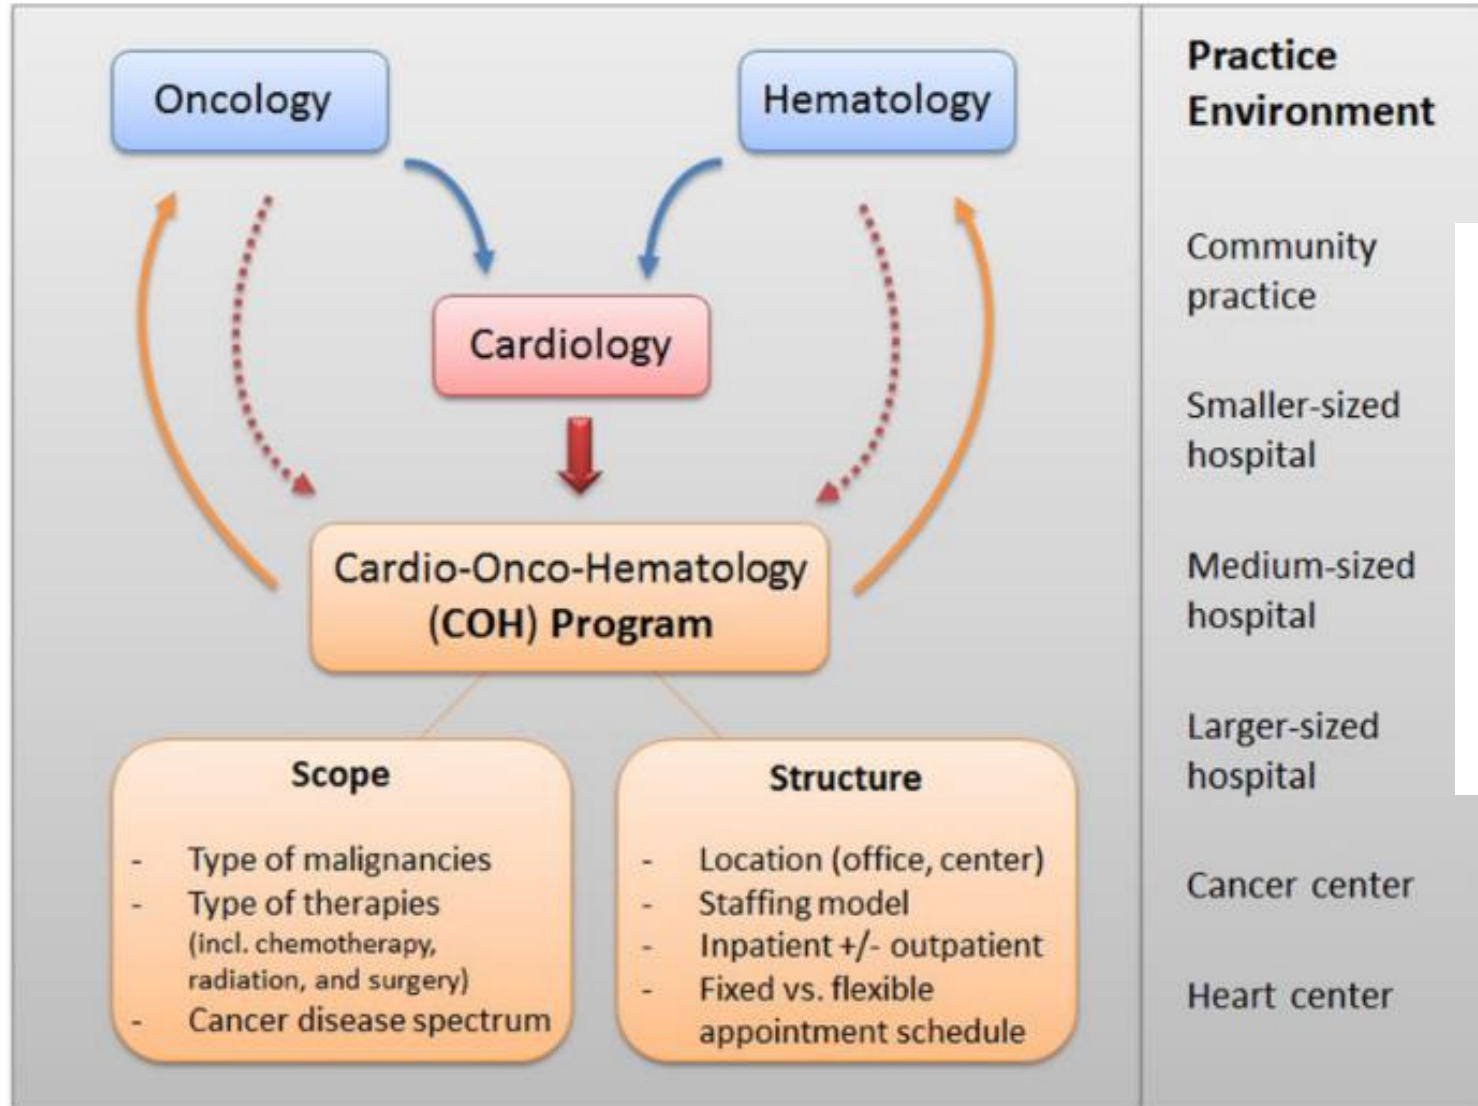 Oncology
Hematology
Cardiology
Cardio-Onco-Hematology
(COH) Program
Scope
- Type of malignancies
- Type of therapies
(incl. chemotherapy,
radiation, and surgery)
- Cancer disease spectrum
Structure
- Location (office, center)
- Staffing model
- Inpatient +/- outpatient
- Fixed vs. flexible
appointment schedule
Practice
Environment
Community
practice
Smaller-sized
hospital
Medium-sized
hospital
Larger-sized
hospital
Cancer center
Heart center